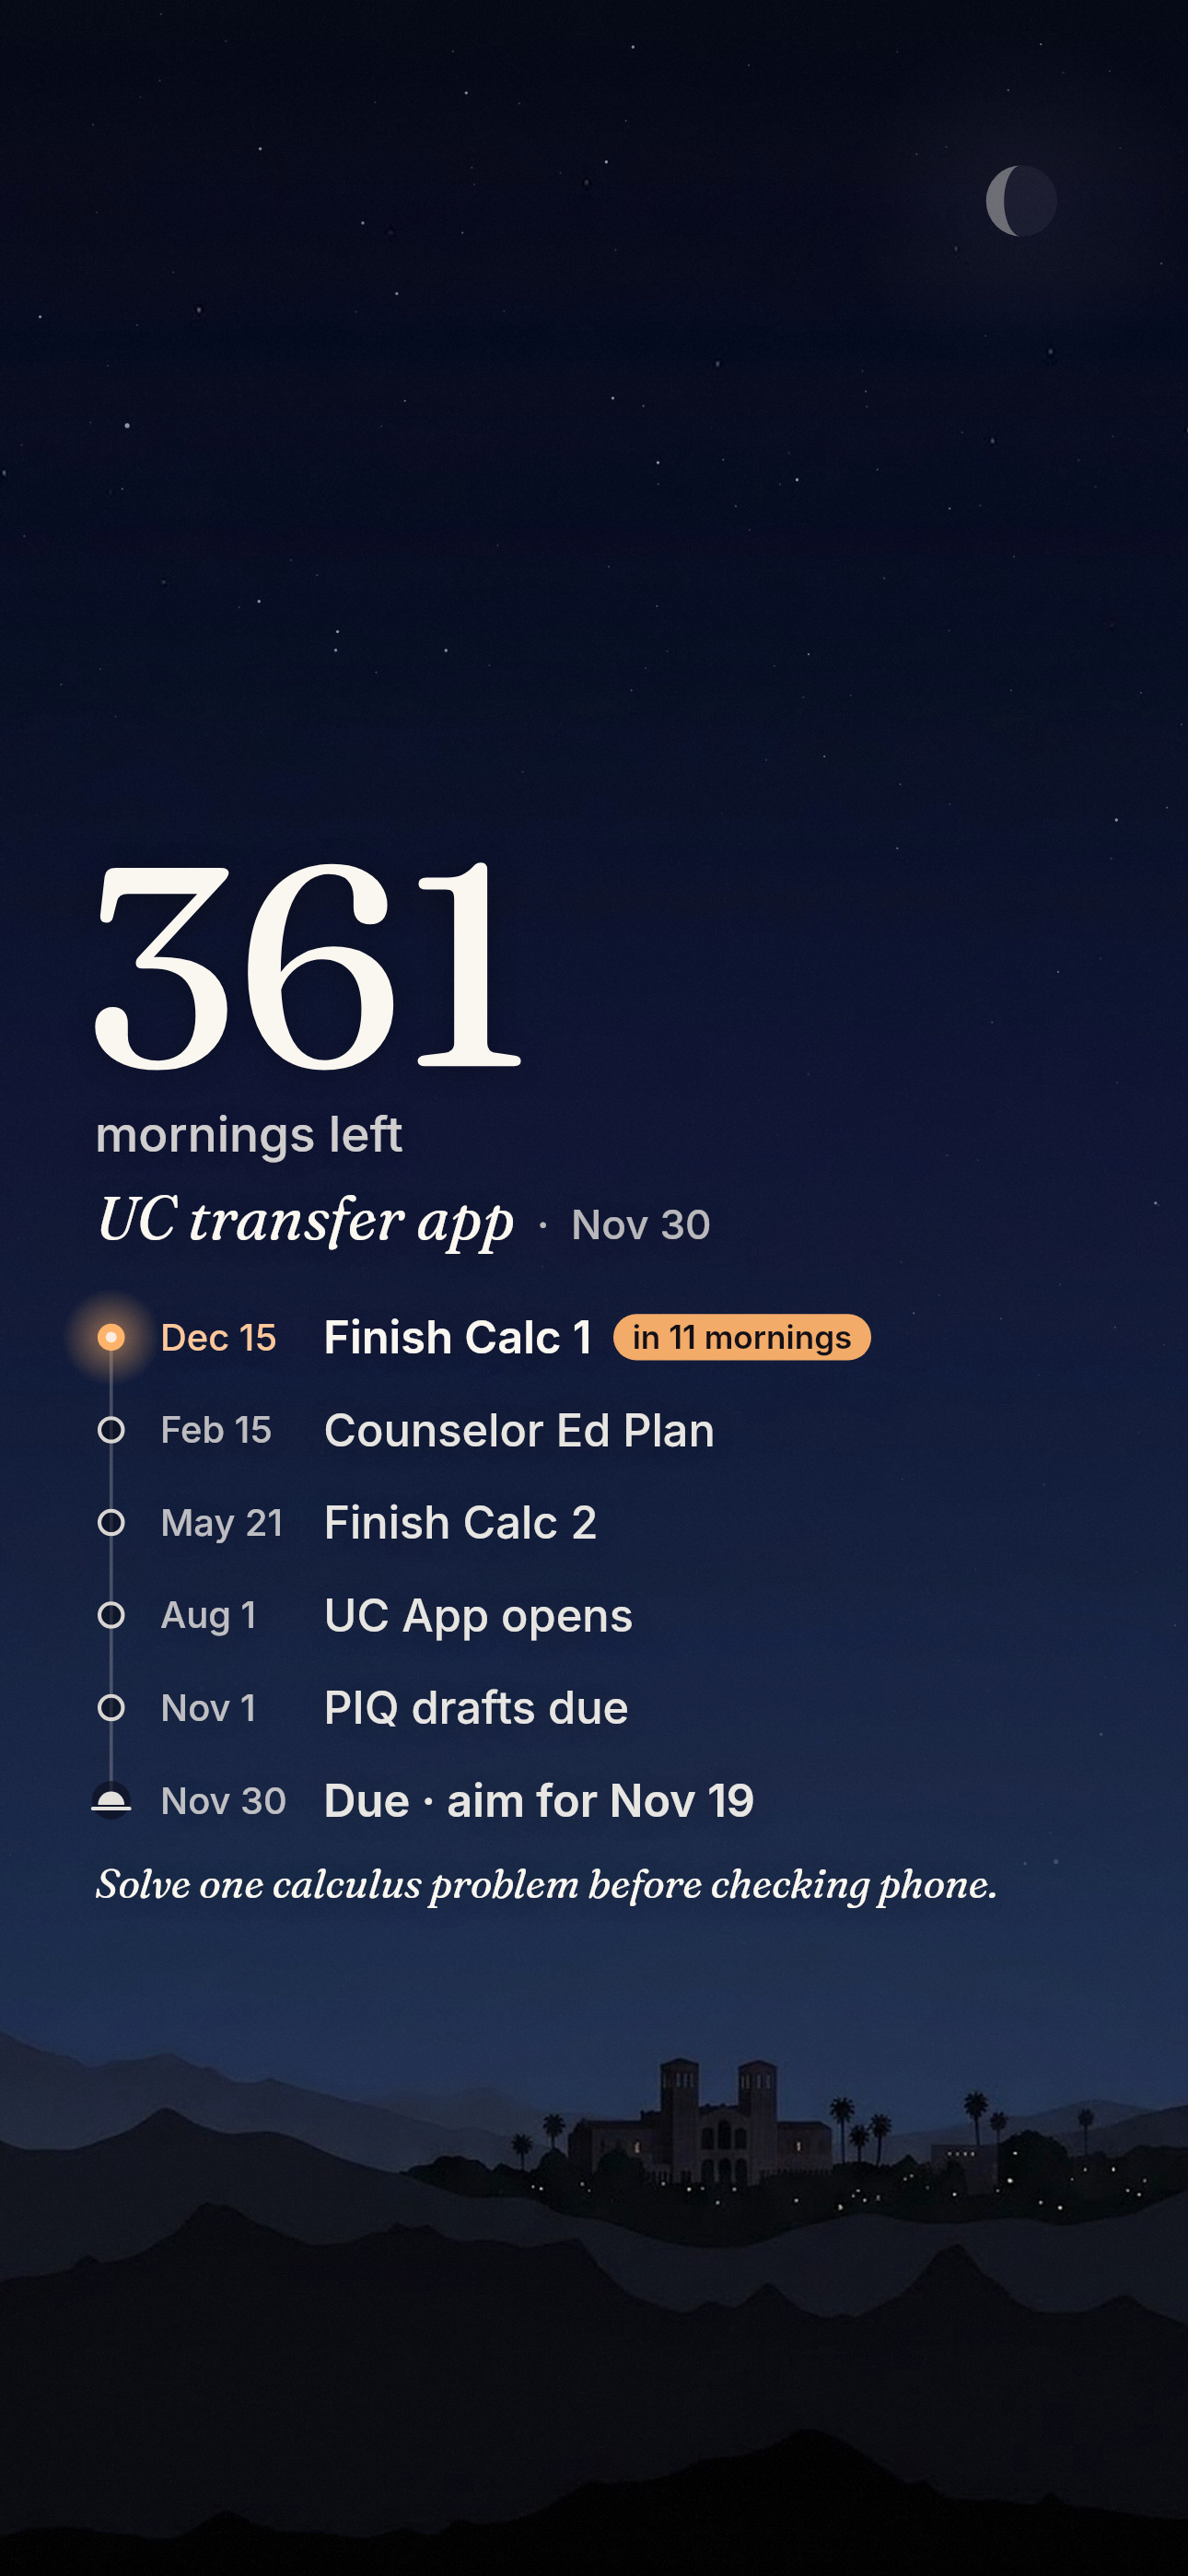 361
mornings left
UC transfer app · Nov 30
Dec 15 Finish Calc 1 in 11 mornings
Feb 15 Counselor Ed Plan
May 21 Finish Calc 2
Aug 1 UC App opens
Nov 1 PIQ drafts due
Nov 30 Due · aim for Nov 19
Solve one calculus problem before checking phone.